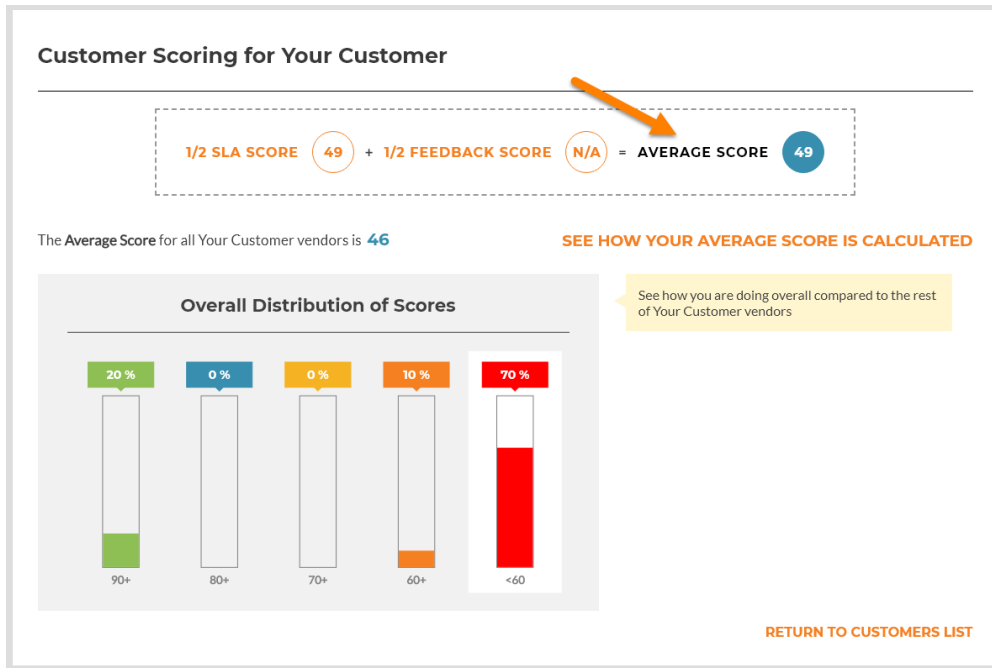 Customer Scoring for Your Customer
1/2 SLA SCORE 49 + 1/2 FEEDBACK SCORE N/A = AVERAGE SCORE 49
The Average Score for all Your Customer vendors is 46
SEE HOW YOUR AVERAGE SCORE IS CALCULATED
Overall Distribution of Scores
See how you are doing overall compared to the rest
of Your Customer vendors
20 % 0 % 0 % 10 % 70 %
90+ 80+ 70+ 60+ <60
RETURN TO CUSTOMERS LIST